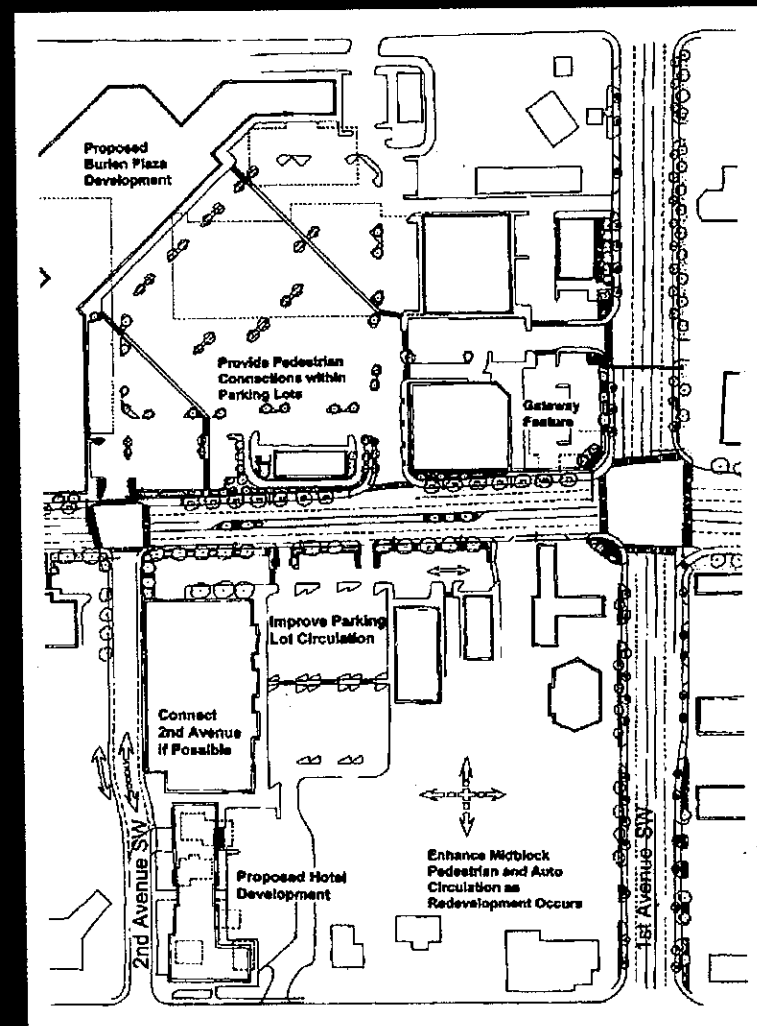 Proposed
Burien Plaza
Development
Provide Pedestrian
Connections within
Parking Lots
Gateway
Feature
Improve Parking
Lot Circulation
Connect
2nd Avenue
if Possible
2nd Avenue SW
Proposed Hotel
Development
Enhance Midblock
Pedestrian and Auto
Circulation as
Redevelopment Occurs
1st Avenue SW